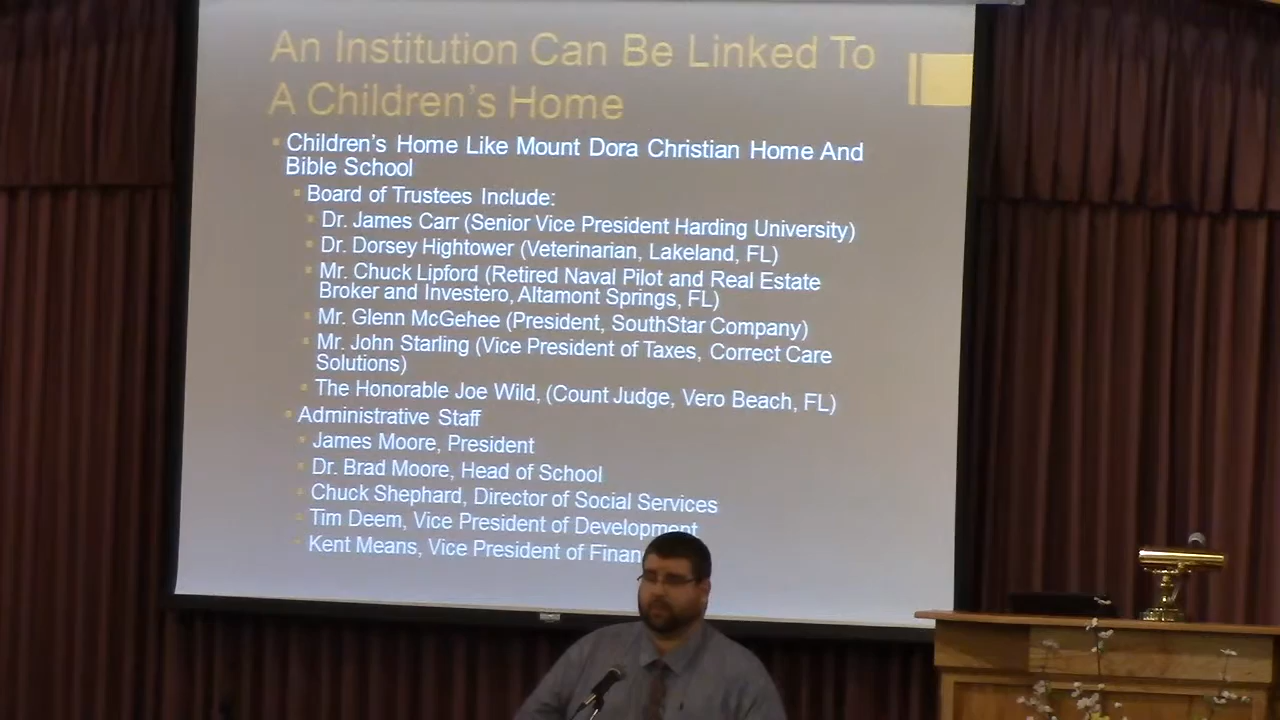 An Institution Can Be Linked To
A Children's Home
Children's Home Like Mount Dora Christian Home And
Bible School
Board of Trustees Include:
Dr. James Carr (Senior Vice President Harding University)
Dr. Dorsey Hightower (Veterinarian, Lakeland, FL)
Mr. Chuck Lipford (Retired Naval Pilot and Real Estate
Broker and Investero, Altamont Springs, FL)
Mr. Glenn McGehee (President, SouthStar Company)
Mr. John Starling (Vice President of Taxes, Correct Care
Solutions)
The Honorable Joe Wild, (Count Judge, Vero Beach, FL)
Administrative Staff
James Moore, President
Dr. Brad Moore, Head of School
Chuck Shephard, Director of Social Services
Tim Deem, Vice President of Development
Kent Means, Vice President of Finan